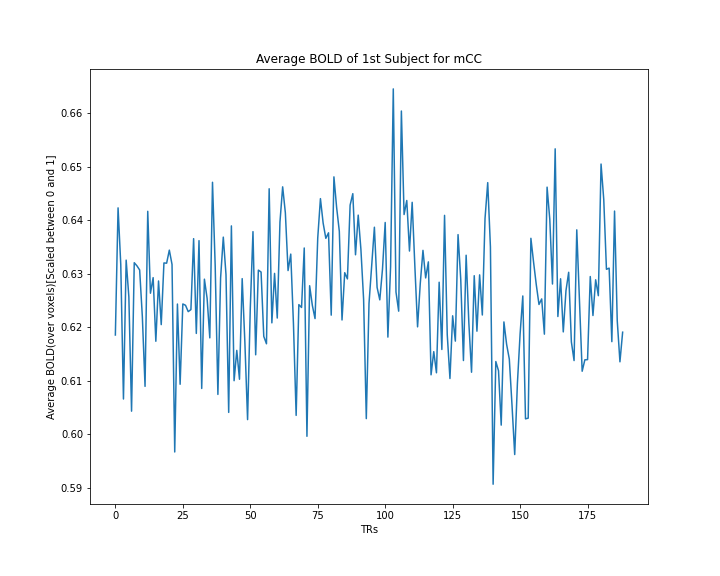 Average BOLD of 1st Subject for mCC
Average BOLD(over voxels)[Scaled between 0 and 1]
0.66
0.65
0.64
0.63
0.62
0.61
0.60
0.59
0 25 50 75 100 125 150 175
TRs